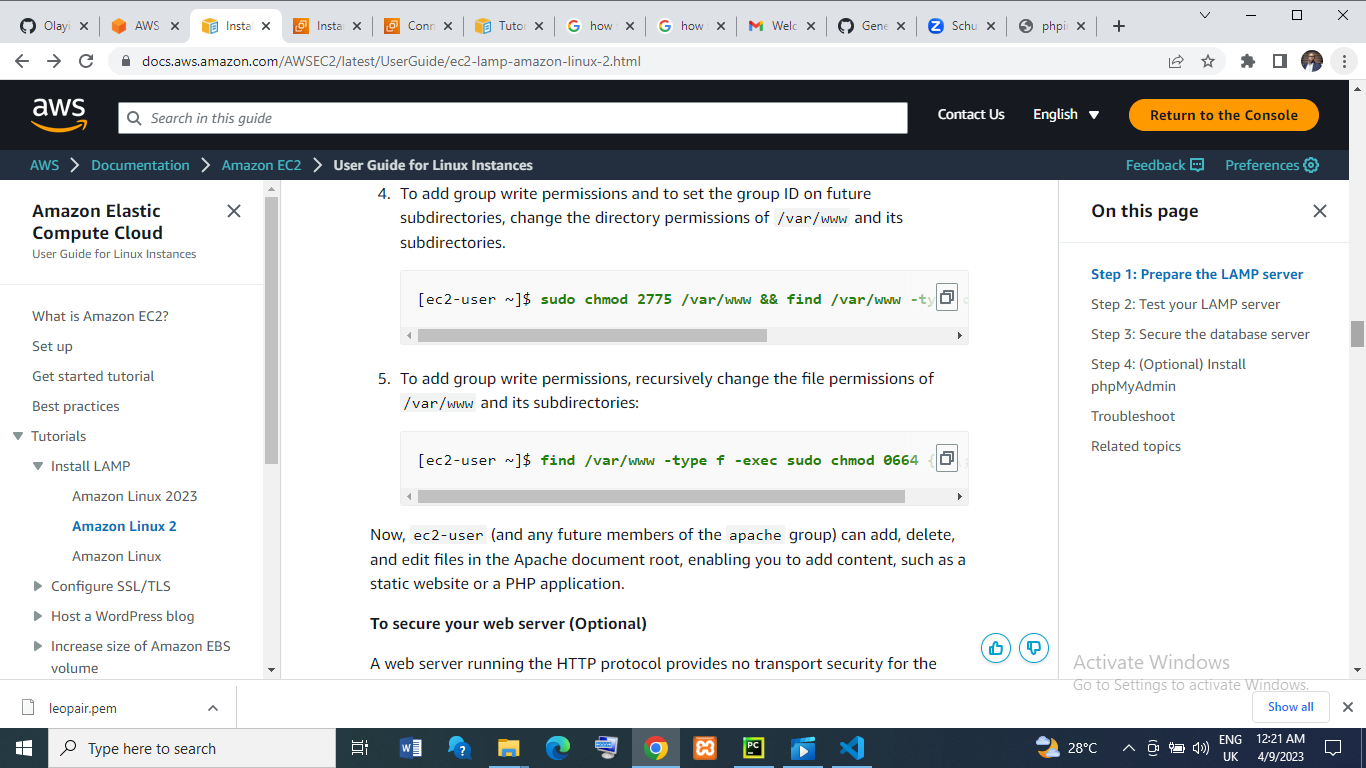 Olayi
AWS
Instal
Instan
Conn
Tutor
how
how
Welc
Gene
Schu
phpi
docs.aws.amazon.com/AWSEC2/latest/UserGuide/ec2-lamp-amazon-linux-2.html
aws
Search in this guide
Contact Us
English
Return to the Console
AWS
Documentation
Amazon EC2
User Guide for Linux Instances
Feedback
Preferences
Amazon Elastic
Compute Cloud
User Guide for Linux Instances
What is Amazon EC2?
Set up
Get started tutorial
Best practices
Tutorials
Install LAMP
Amazon Linux 2023
Amazon Linux 2
Amazon Linux
Configure SSL/TLS
Host a WordPress blog
Increase size of Amazon EBS
volume
4. To add group write permissions and to set the group ID on future
subdirectories, change the directory permissions of /var/www and its
subdirectories.
[ec2-user ~]$ sudo chmod 2775 /var/www && find /var/www -ty
5. To add group write permissions, recursively change the file permissions of
/var/www and its subdirectories:
[ec2-user ~]$ find /var/www -type f -exec sudo chmod 0664 {
Now, ec2-user (and any future members of the apache group) can add, delete,
and edit files in the Apache document root, enabling you to add content, such as a
static website or a PHP application.
To secure your web server (Optional)
A web server running the HTTP protocol provides no transport security for the
On this page
Step 1: Prepare the LAMP server
Step 2: Test your LAMP server
Step 3: Secure the database server
Step 4: (Optional) Install
phpMyAdmin
Troubleshoot
Related topics
Activate Windows
Go to Settings to activate Windows.
leopair.pem
Show all
Type here to search
28°C
ENG
UK
12:21 AM
4/9/2023